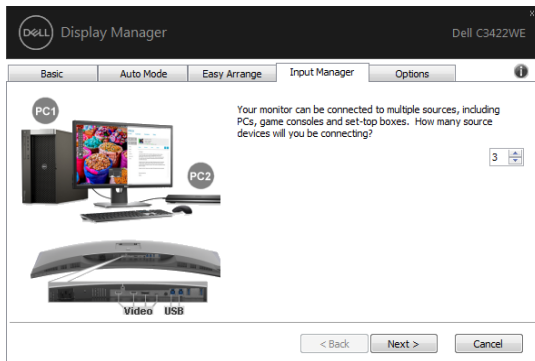 DELL Display Manager
Dell C3422WE
Basic
Auto Mode
Easy Arrange
Input Manager
Options
PC1
PC2
Your monitor can be connected to multiple sources, including
PCs, game consoles and set-top boxes. How many source
devices will you be connecting?
3
Video USB
< Back
Next >
Cancel